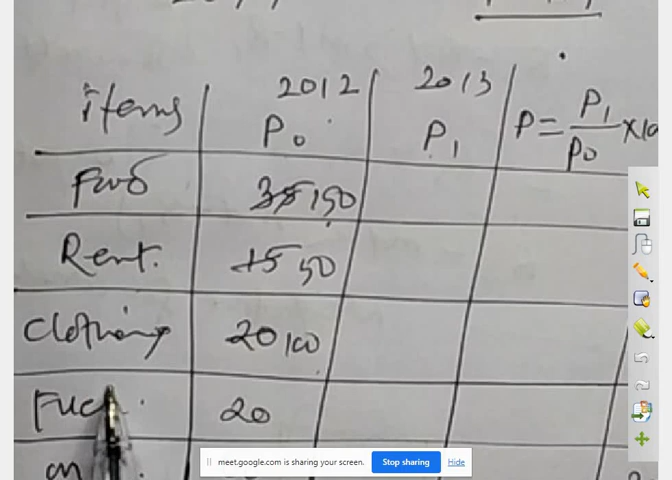 2012
2013
items
P0
P1
P = P1/P0 ×10
Food
35 150
Rent.
15 50
Clothing
20 100
Fuel.
20
meet.google.com is sharing your screen.
Stop sharing
Hide